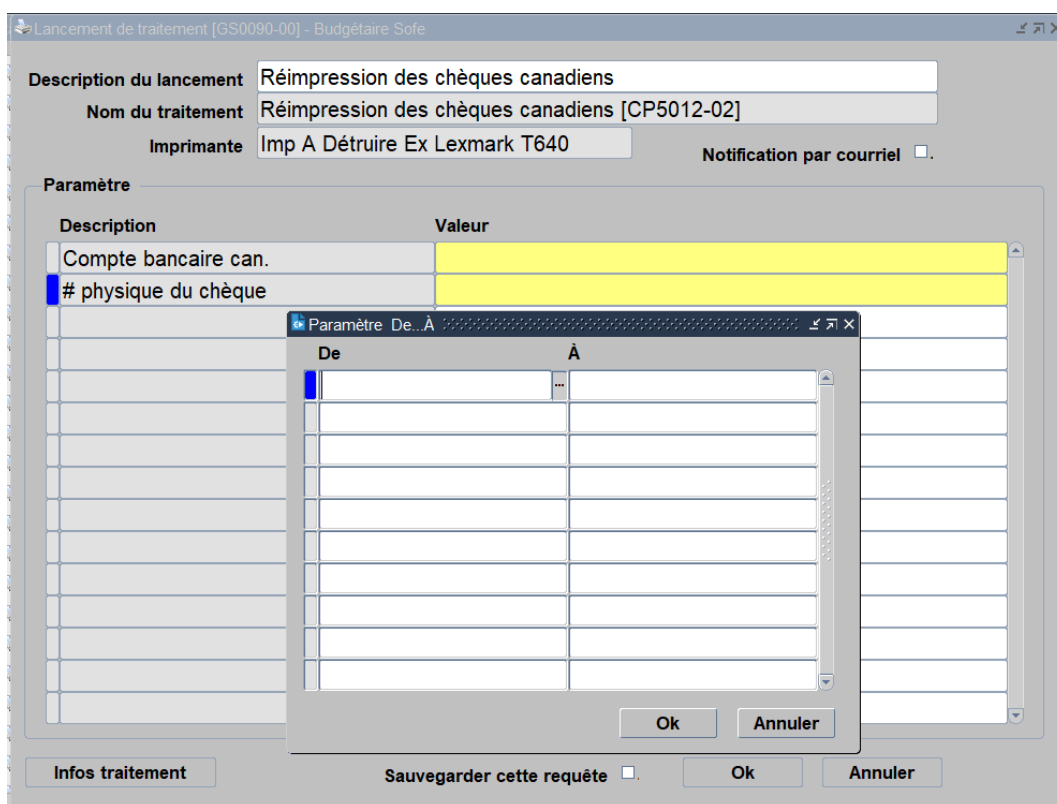 Lancement de traitement [GS0090-00] - Budgétaire Sofe
Description du lancement Réimpression des chèques canadiens
Nom du traitement Réimpression des chèques canadiens [CP5012-02]
Imprimante Imp A Détruire Ex Lexmark T640 Notification par courriel .
Paramètre
Description Valeur
Compte bancaire can.
# physique du chèque
Paramètre De...À
De À
...
Ok Annuler
Infos traitement Sauvegarder cette requête . Ok Annuler